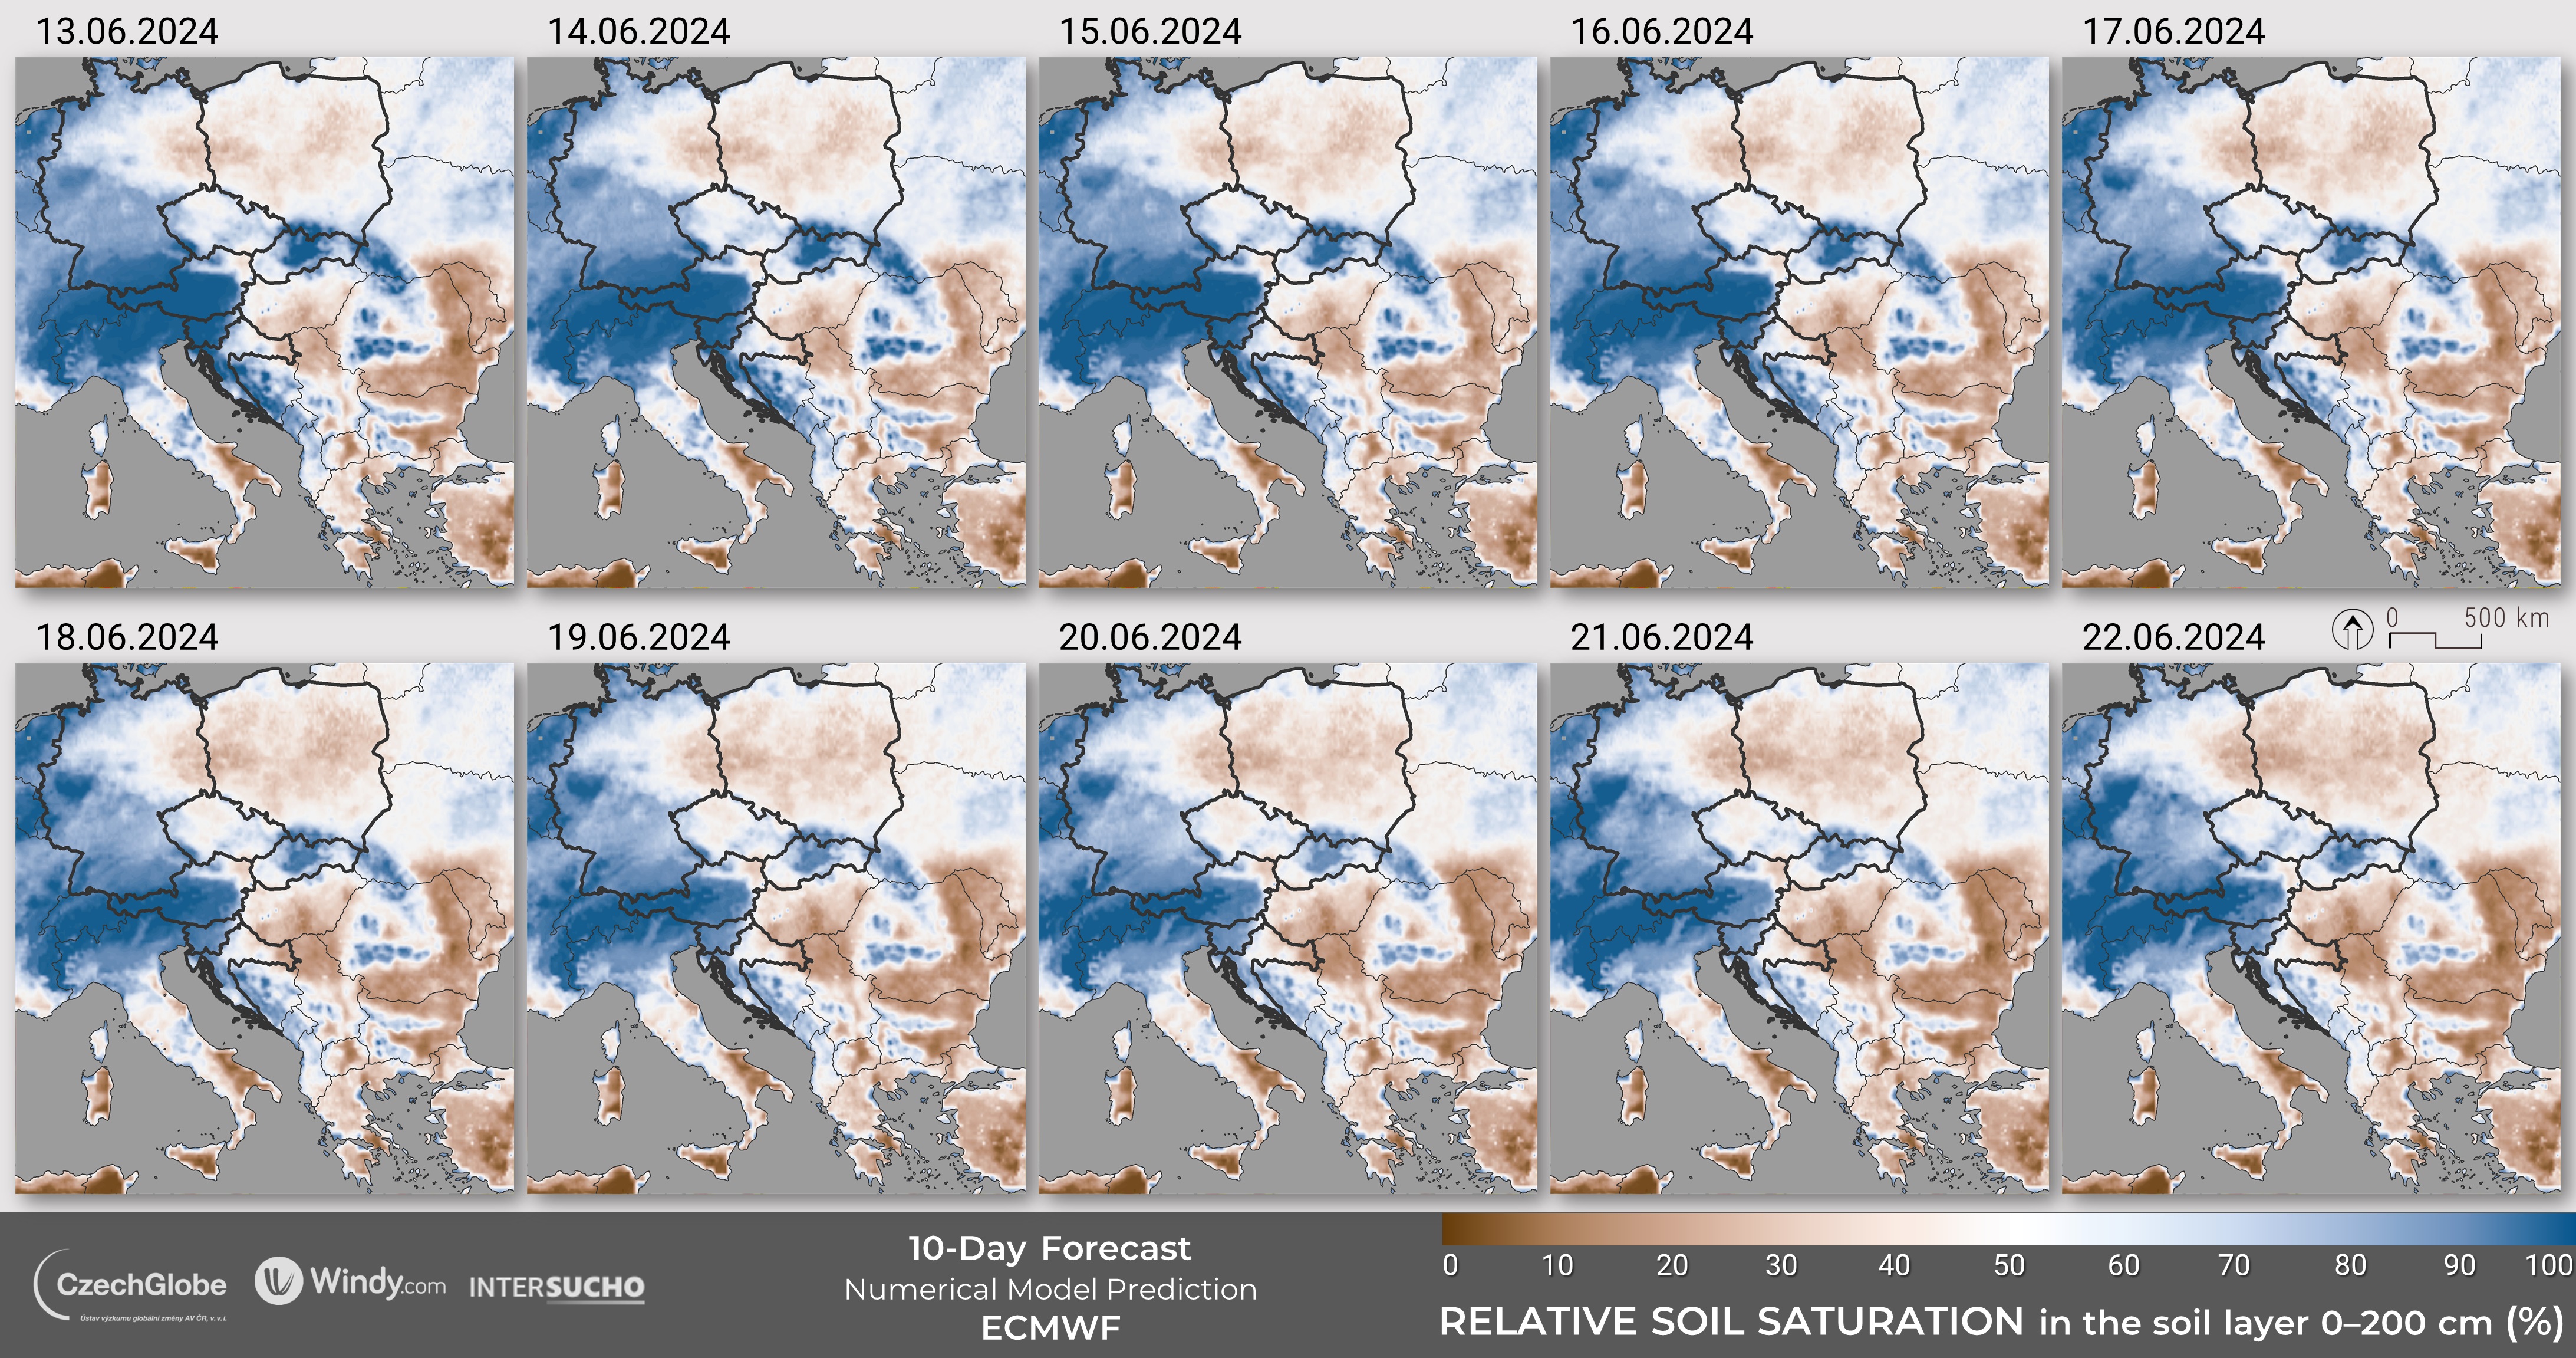 13.06.2024
14.06.2024
15.06.2024
16.06.2024
17.06.2024
0 500 km
18.06.2024
19.06.2024
20.06.2024
21.06.2024
22.06.2024
CzechGlobe
Ústav výzkumu globální změny AV ČR, v.v.i.
Windy.com
INTERSUCHO
10-Day Forecast
Numerical Model Prediction
ECMWF
0 10 20 30 40 50 60 70 80 90 100
RELATIVE SOIL SATURATION in the soil layer 0–200 cm (%)